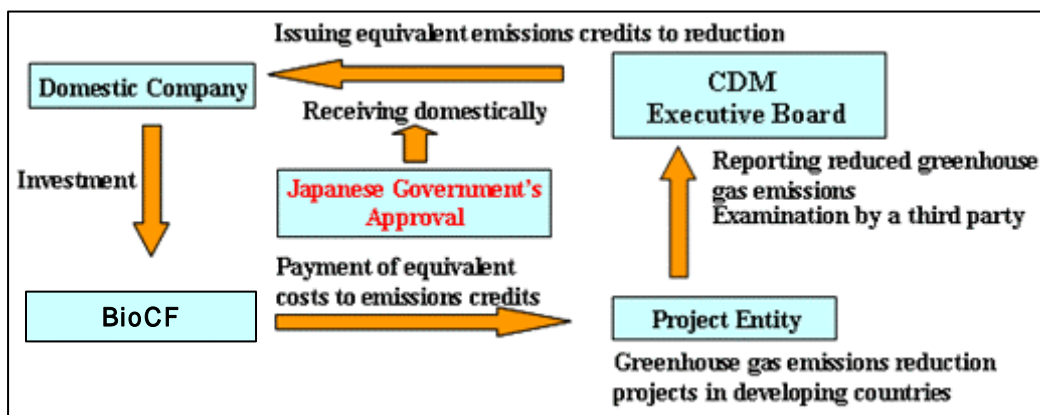 Issuing equivalent emissions credits to reduction
Domestic Company
CDM
Executive Board
Receiving domestically
Investment
Japanese Government's
Approval
Reporting reduced greenhouse
gas emissions
Examination by a third party
Payment of equivalent
costs to emissions credits
BioCF
Project Entity
Greenhouse gas emissions reduction
projects in developing countries